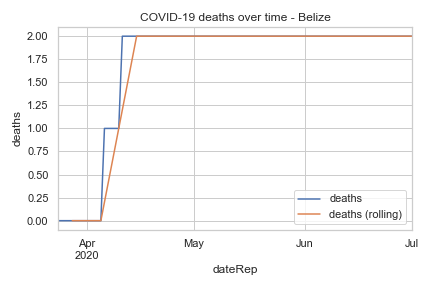 COVID-19 deaths over time - Belize
deaths
2.00
1.75
1.50
1.25
1.00
0.75
0.50
0.25
0.00
deaths
deaths (rolling)
Apr
2020
May
Jun
Jul
dateRep